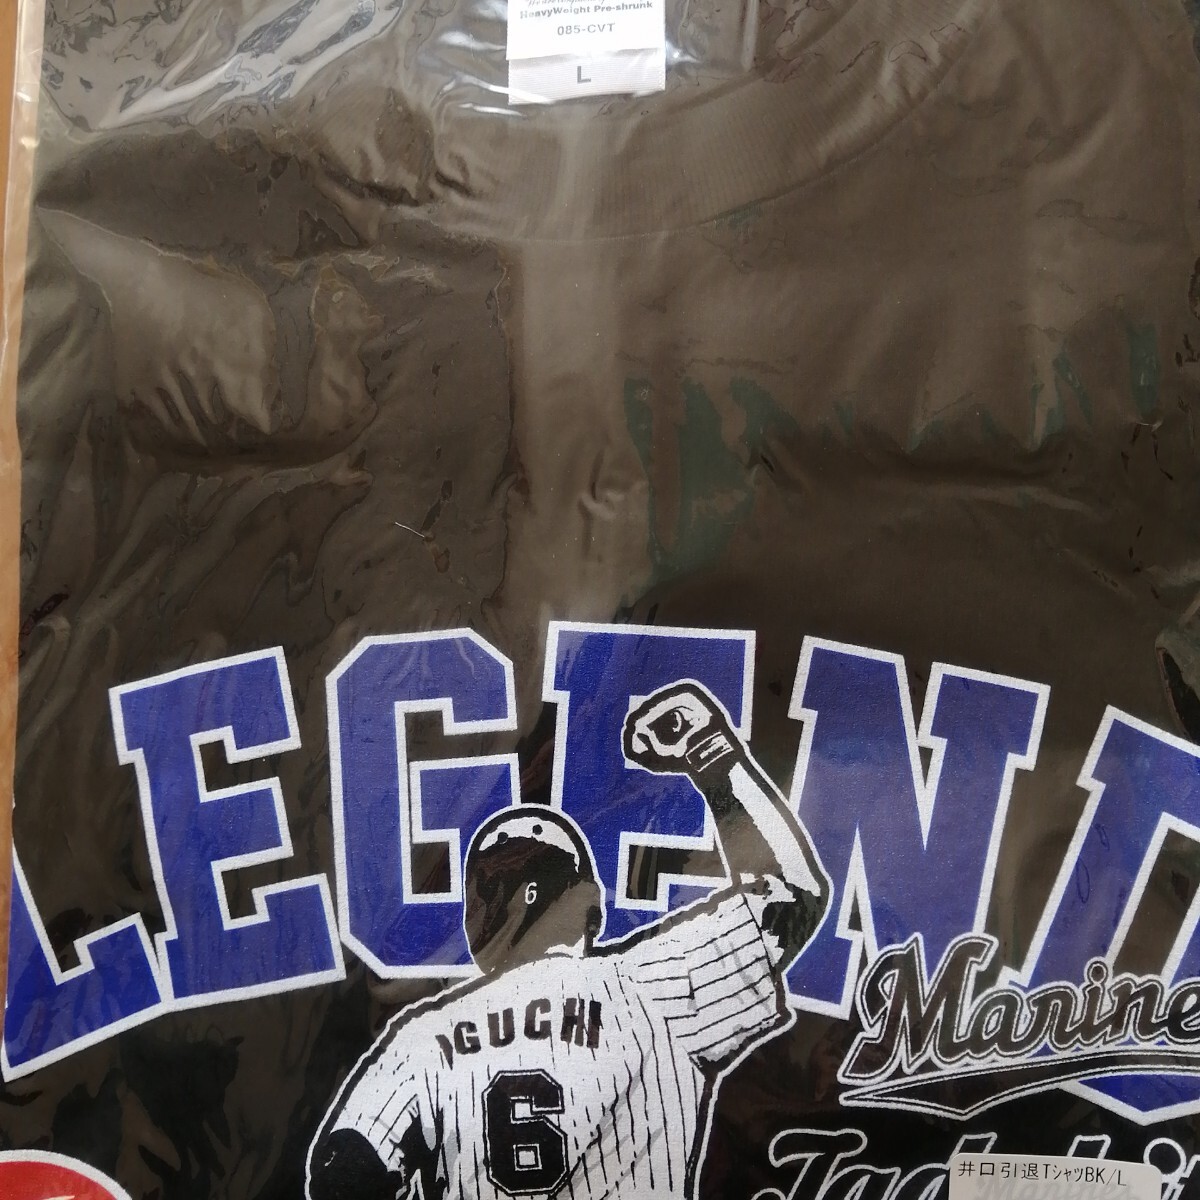 HeavyWeight Pre-shrunk
085-CVT
L
LEGEND
6
IGUCHI
6
Marine
Tadahit
井口引退TシャツBK/L